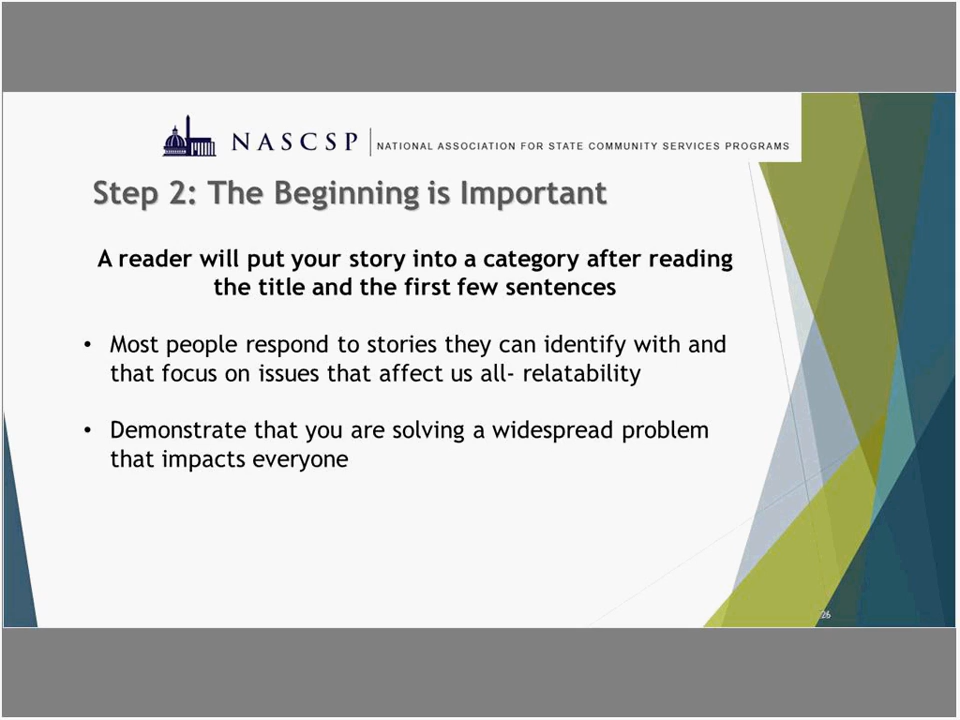 NASCSP
NATIONAL ASSOCIATION FOR STATE COMMUNITY SERVICES PROGRAMS
Step 2: The Beginning is Important
A reader will put your story into a category after reading
the title and the first few sentences
• Most people respond to stories they can identify with and
that focus on issues that affect us all- relatability
• Demonstrate that you are solving a widespread problem
that impacts everyone
26